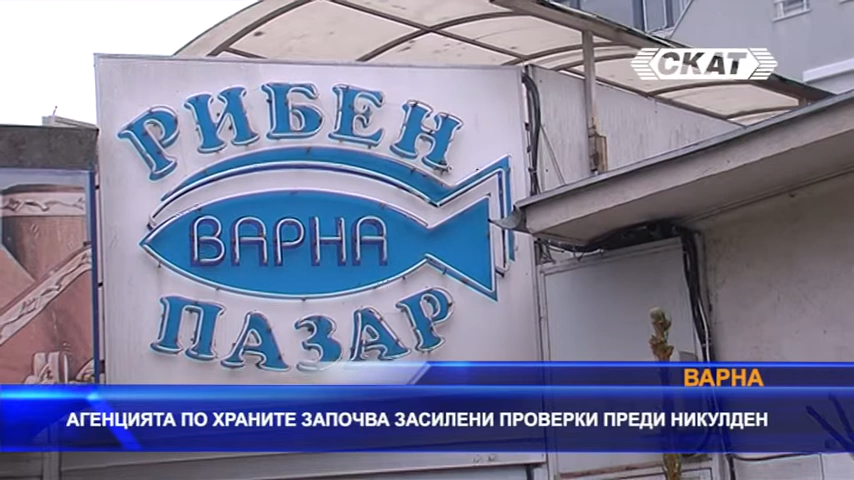 СКАТ
РИБЕН
ВАРНА
ПАЗАР
ВАРНА
АГЕНЦИЯТА ПО ХРАНИТЕ ЗАПОЧВА ЗАСИЛЕНИ ПРОВЕРКИ ПРЕДИ НИКУЛДЕН